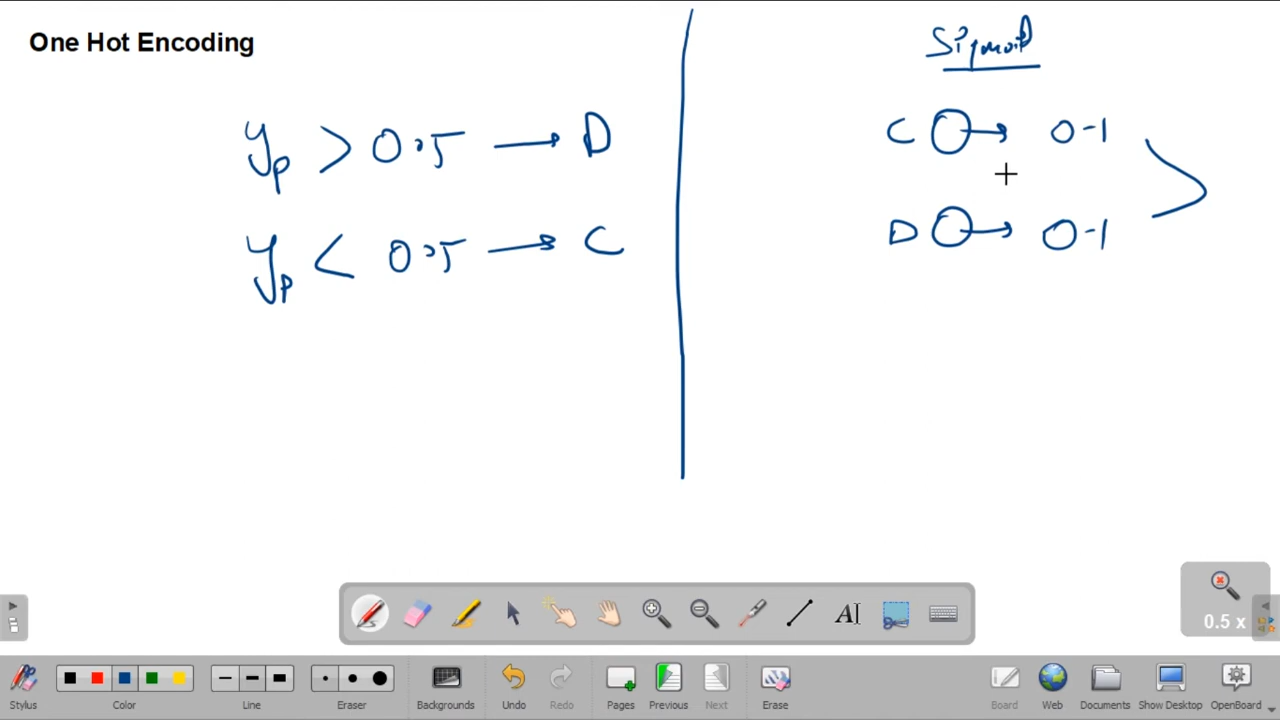 One Hot Encoding
yp > 0.5 → D
yp < 0.5 → C
Sigmoid
C → 0-1
D → 0-1
0.5 x
Stylus
Color
Line
Eraser
Backgrounds
Undo
Redo
Pages
Previous
Next
Erase
Board
Web
Documents
Show Desktop
OpenBoard